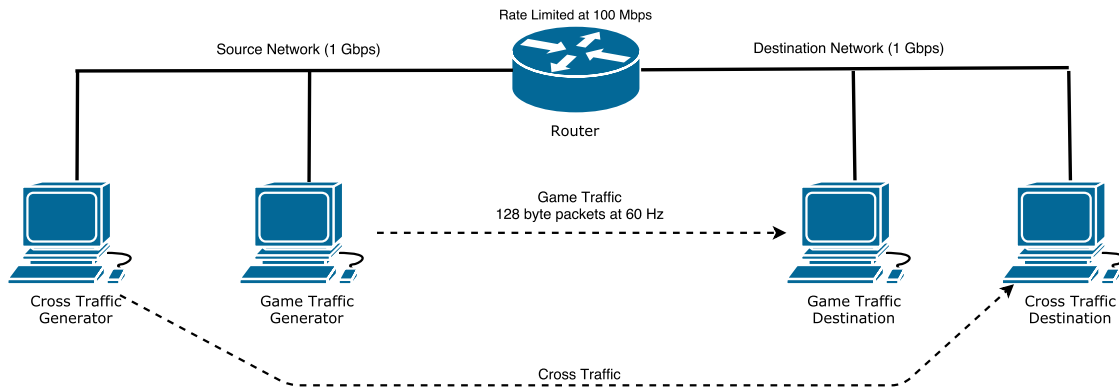 Rate Limited at 100 Mbps
Source Network (1 Gbps)
Destination Network (1 Gbps)
Router
Game Traffic
128 byte packets at 60 Hz
Cross Traffic
Generator
Game Traffic
Generator
Game Traffic
Destination
Cross Traffic
Destination
Cross Traffic